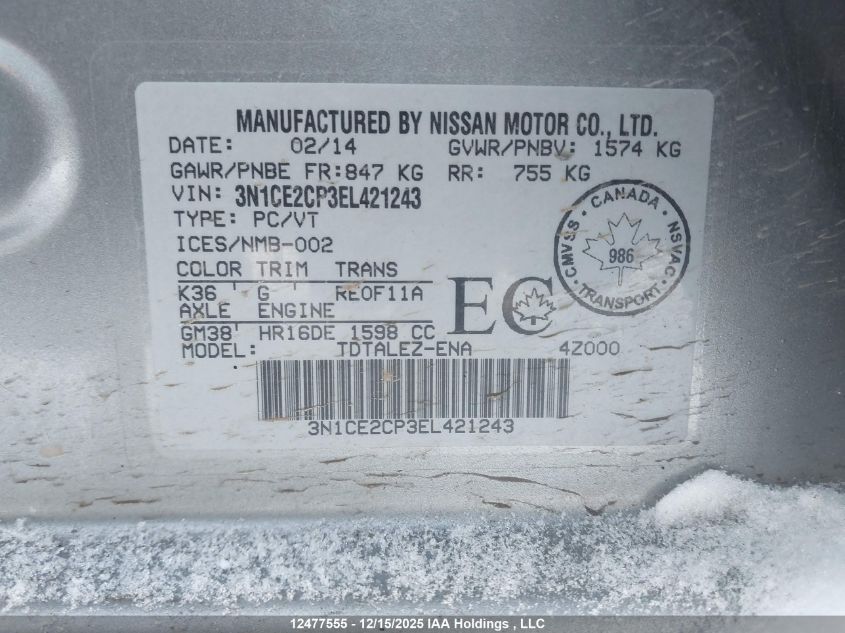 MANUFACTURED BY NISSAN MOTOR CO., LTD.
DATE: 02/14 GVWR/PNBV: 1574 KG
GAWR/PNBE FR:847 KG RR: 755 KG
VIN: 3N1CE2CP3EL421243
TYPE: PC/VT
ICES/NMB-002
COLOR TRIM TRANS
K36 G RE0F11A
AXLE ENGINE
GM38 HR16DE 1598 CC
MODEL: TDTALEZ-ENA 4Z000
EC
CANADA
CMVSS 986 NSVAC
TRANSPORT
3N1CE2CP3EL421243
12477555 - 12/15/2025 IAA Holdings , LLC